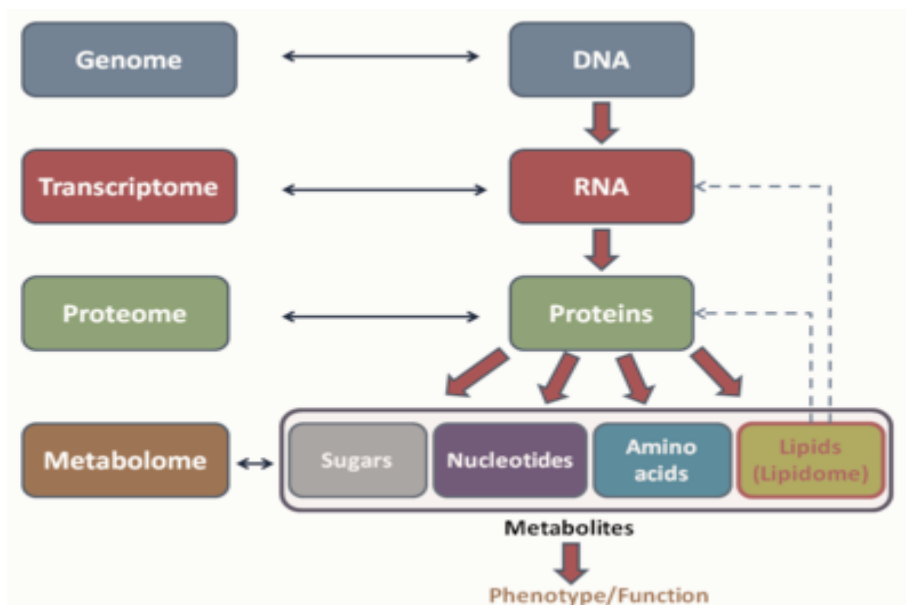 Genome
DNA
Transcriptome
RNA
Proteome
Proteins
Metabolome
Sugars
Nucleotides
Amino
acids
Lipids
(Lipidome)
Metabolites
Phenotype/Function